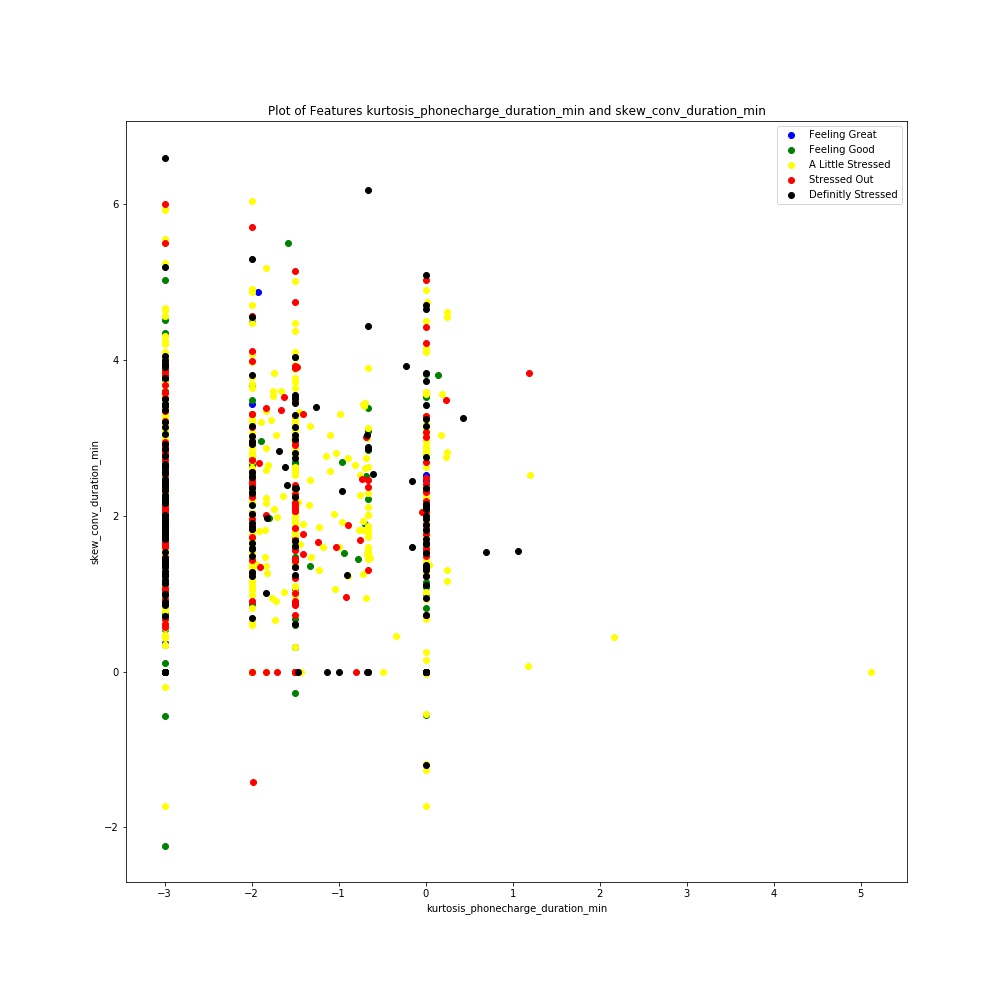 Plot of Features kurtosis_phonecharge_duration_min and skew_conv_duration_min
Feeling Great
Feeling Good
A Little Stressed
Stressed Out
Definitly Stressed
skew_conv_duration_min
6
4
2
0
−2
−3 −2 −1 0 1 2 3 4 5
kurtosis_phonecharge_duration_min